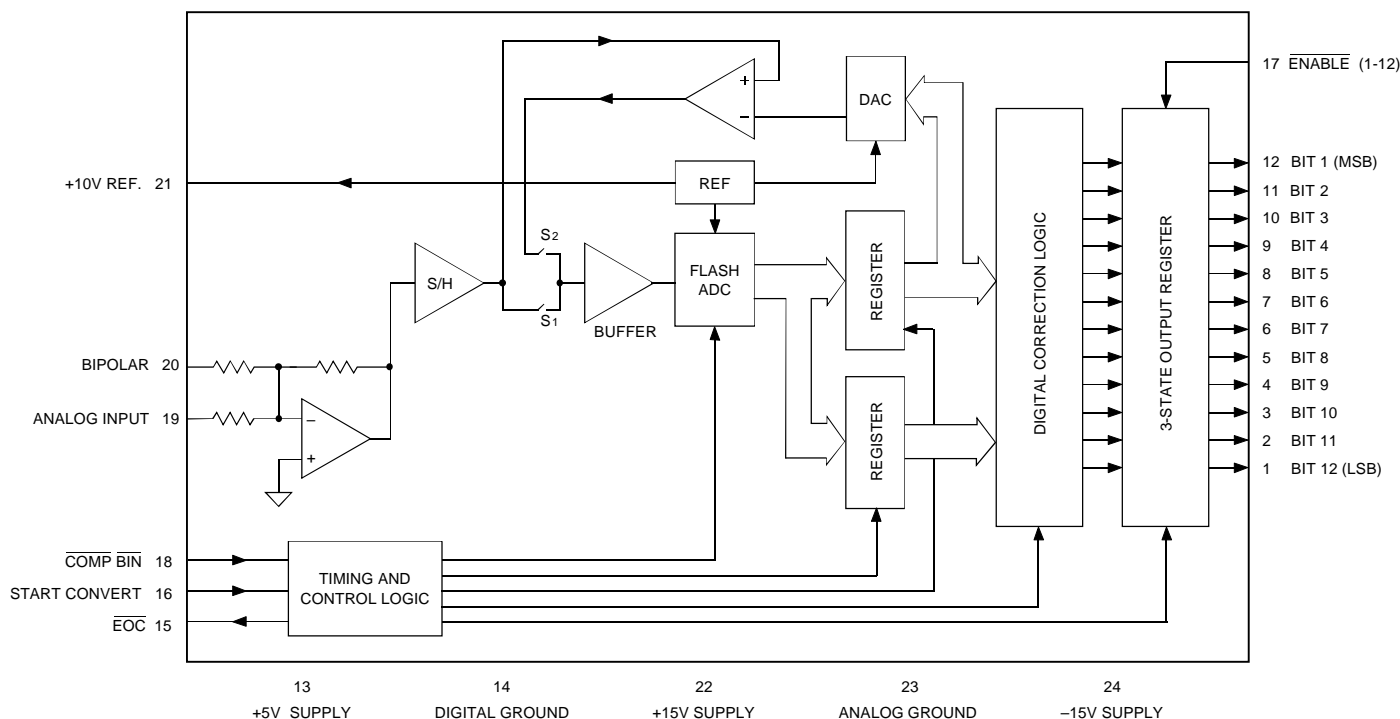 17 ENABLE (1-12)
+
−
DAC
12 BIT 1 (MSB)
+10V REF. 21
REF
11 BIT 2
10 BIT 3
S2
9 BIT 4
S/H
FLASH
ADC
REGISTER
DIGITAL CORRECTION LOGIC
3-STATE OUTPUT REGISTER
8 BIT 5
7 BIT 6
S1
BUFFER
6 BIT 7
BIPOLAR 20
5 BIT 8
4 BIT 9
ANALOG INPUT 19
−
+
REGISTER
3 BIT 10
2 BIT 11
1 BIT 12 (LSB)
COMP BIN 18
START CONVERT 16
EOC 15
TIMING AND
CONTROL LOGIC
13 14 22 23 24
+5V SUPPLY DIGITAL GROUND +15V SUPPLY ANALOG GROUND –15V SUPPLY